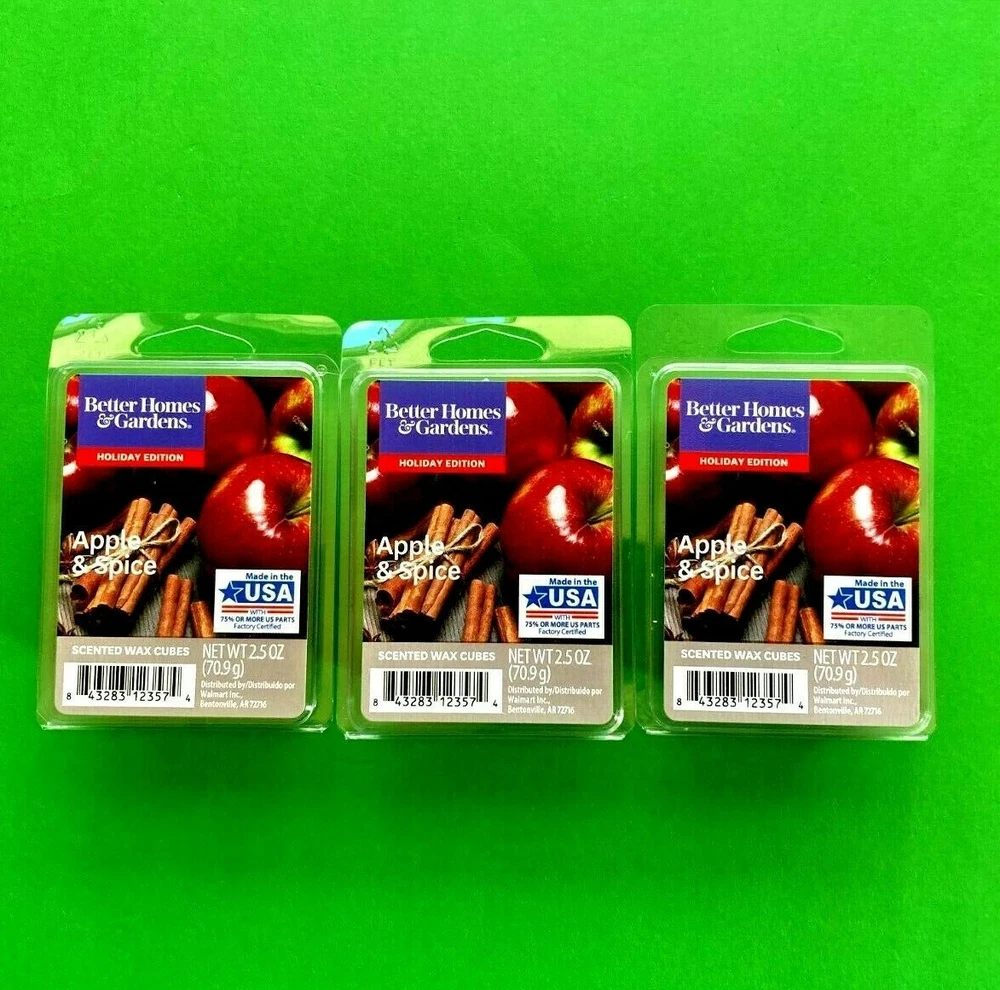 Better Homes
& Gardens®
HOLIDAY EDITION
Apple
& Spice
Made in the
USA
WITH
75% OR MORE US PARTS
Factory Certified
SCENTED WAX CUBES
NET WT 2.5 OZ
(70.9 g)
8 43283 12357 4
Distributed by/Distribuido por
Walmart Inc.,
Bentonville, AR 72716
Better Homes
& Gardens®
HOLIDAY EDITION
Apple
& Spice
Made in the
USA
WITH
75% OR MORE US PARTS
Factory Certified
SCENTED WAX CUBES
NET WT 2.5 OZ
(70.9 g)
8 43283 12357 4
Distributed by/Distribuido por
Walmart Inc.,
Bentonville, AR 72716
Better Homes
& Gardens®
HOLIDAY EDITION
Apple
& Spice
Made in the
USA
WITH
75% OR MORE US PARTS
Factory Certified
SCENTED WAX CUBES
NET WT 2.5 OZ
(70.9 g)
8 43283 12357 4
Distributed by/Distribuido por
Walmart Inc.,
Bentonville, AR 72716